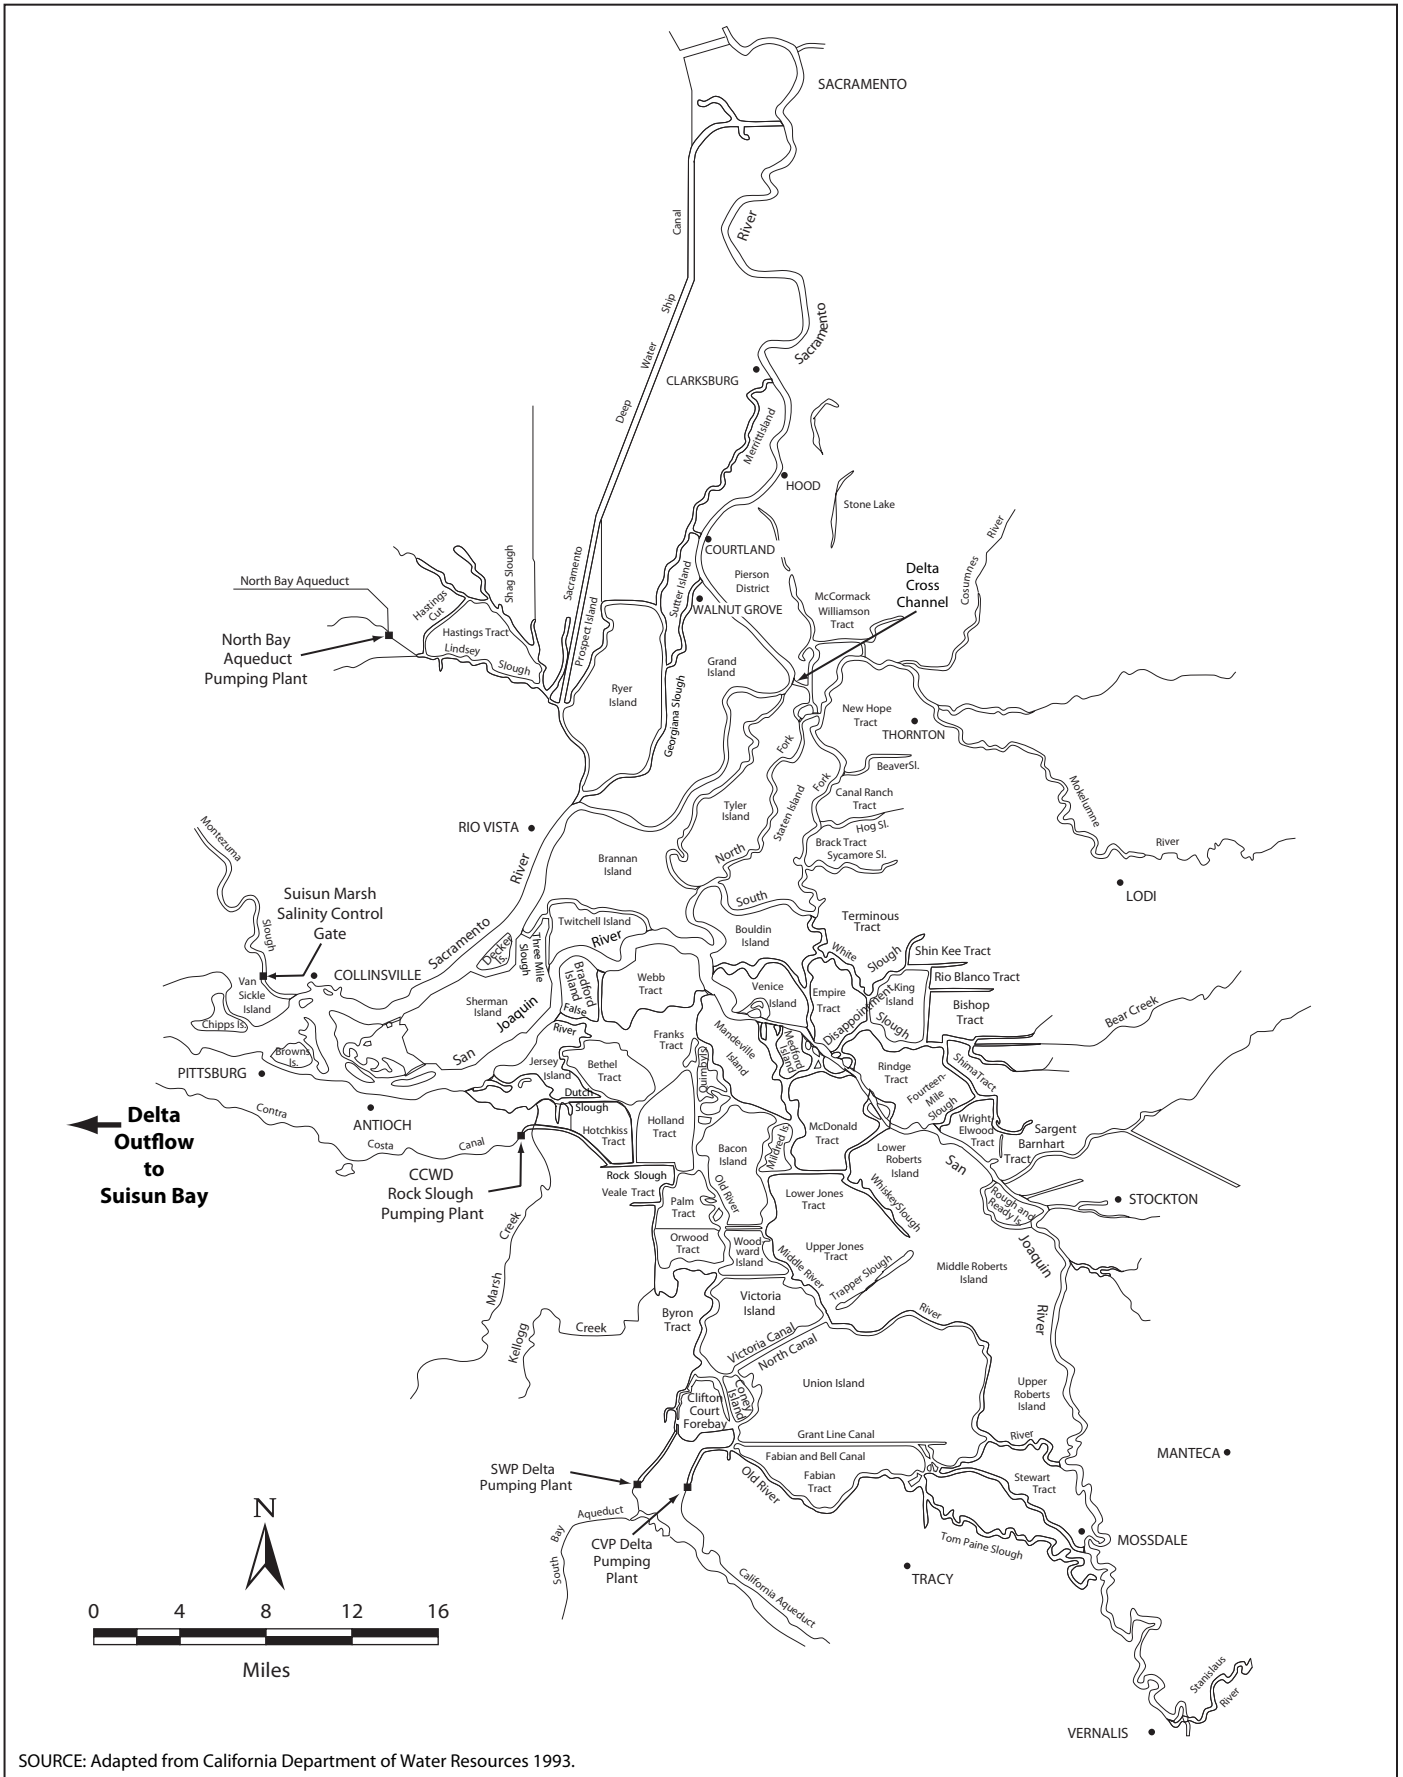 SACRAMENTO
Canal
River
Ship
Sacramento
Water
CLARKSBURG
Deep
Merritt Island
HOOD
Stone Lake
River
COURTLAND
Shag Slough
Sacramento
Pierson
District
Delta
Cross
Channel
Cosumnes
North Bay Aqueduct
Hastings
Cut
Sutter Island
WALNUT GROVE
McCormack
Williamson
Tract
Prospect Island
Hastings Tract
Lindsey
Slough
North Bay
Aqueduct
Pumping Plant
Grand
Island
Ryer
Island
Georgiana Slough
New Hope
Tract
THORNTON
Fork
BeaverSl.
Fork
Canal Ranch
Tract
Mokelumne
River
Tyler
Island
Staten Island
Hog Sl.
RIO VISTA
Montezuma
Slough
Brack Tract
Sycamore Sl.
North
Brannan
Island
River
LODI
Suisun Marsh
Salinity Control
Gate
South
Terminous
Tract
Twitchell Island
Sacramento
River
Bouldin
Island
Decker
Is.
Three Mile
Slough
White
Slough
Shin Kee Tract
COLLINSVILLE
Van
Sickle
Island
Bradford
Island
Webb
Tract
Venice
Island
Empire
Tract
King
Island
Rio Blanco Tract
Disappointment
Slough
Bishop
Tract
Sherman
Island
Joaquin
False
River
Bear Creek
Chipps Is.
San
Franks
Tract
Mandeville
Island
Medford
Island
Browns
Is.
PITTSBURG
Jersey
Island
Bethel
Tract
Quimby Is
Rindge
Tract
ShimaTract
Fourteen-
Mile
Slough
Dutch
Slough
Contra
Costa
Canal
ANTIOCH
Delta
Outflow
to
Suisun Bay
Hotchkiss
Tract
Holland
Tract
McDonald
Tract
Wright
Elwood
Tract
Sargent
Barnhart
Tract
Bacon
Island
Mildred Is
Lower
Roberts
Island
San
CCWD
Rock Slough
Pumping Plant
Rock Slough
Veale Tract
Old River
Whiskey Slough
Rough and
Ready Is.
STOCKTON
Palm
Tract
Lower Jones
Tract
Creek
Orwood
Tract
Wood-
ward
Island
Middle River
Upper Jones
Tract
Trapper Slough
Middle Roberts
Island
Joaquin
River
Marsh
Victoria
Island
Byron
Tract
River
Kellogg
Creek
Victoria Canal
North Canal
Union Island
Upper
Roberts
Island
Clifton
Court
Forebay
Coney
Island
Grant Line Canal
River
Fabian and Bell Canal
MANTECA
SWP Delta
Pumping Plant
Old River
Fabian
Tract
Stewart
Tract
South
Bay
Aqueduct
CVP Delta
Pumping
Plant
Tom Paine Slough
MOSSDALE
California Aqueduct
TRACY
N
0 4 8 12 16
Miles
Stanislaus
River
VERNALIS
SOURCE: Adapted from California Department of Water Resources 1993.